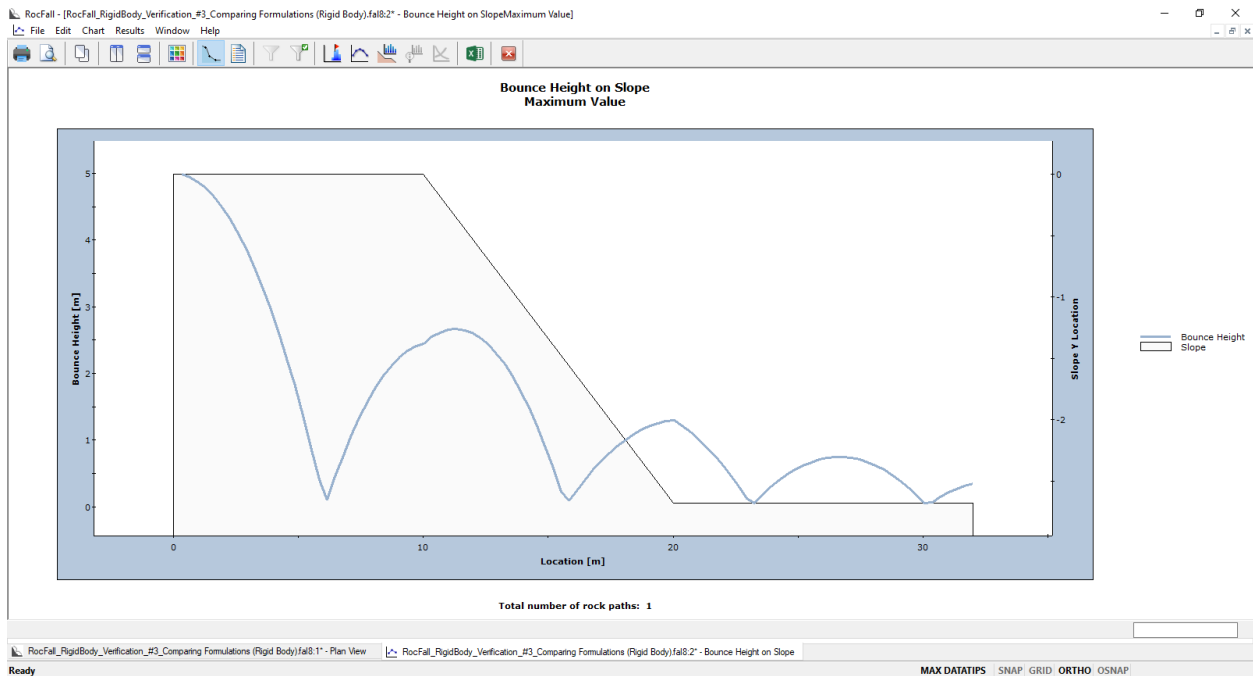 RocFall - [RocFall_RigidBody_Verification_#3_Comparing Formulations (Rigid Body).fal8:2* - Bounce Height on SlopeMaximum Value]
File Edit Chart Results Window Help
Bounce Height on Slope
Maximum Value
Bounce Height [m]
5
4
3
2
1
0
0
-1
-2
Slope Y Location
0 10 20 30
Location [m]
Bounce Height
Slope
Total number of rock paths: 1
RocFall_RigidBody_Verification_#3_Comparing Formulations (Rigid Body).fal8:1* - Plan View RocFall_RigidBody_Verification_#3_Comparing Formulations (Rigid Body).fal8:2* - Bounce Height on Slope
Ready MAX DATATIPS SNAP GRID ORTHO OSNAP